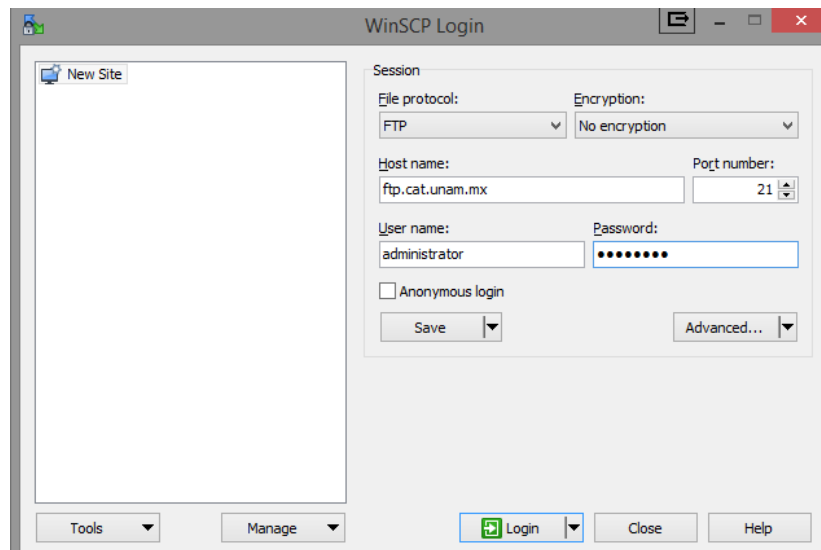 WinSCP Login
New Site
Session
File protocol:
Encryption:
FTP
No encryption
Host name:
Port number:
ftp.cat.unam.mx
21
User name:
Password:
administrator
••••••••
Anonymous login
Save
Advanced...
Tools
Manage
Login
Close
Help